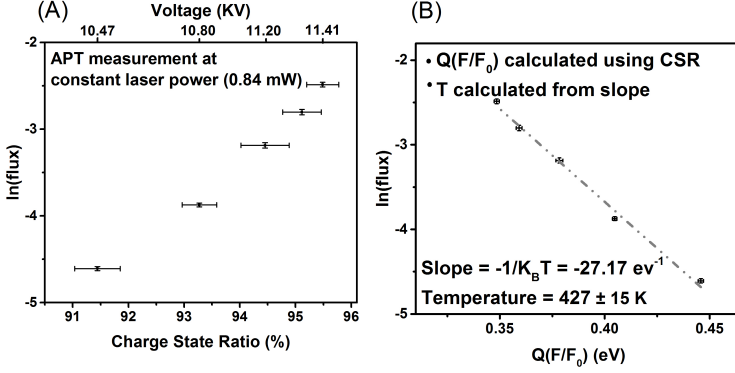 (A)
Voltage (KV)
10.47 10.80 11.20 11.41
APT measurement at
constant laser power (0.84 mW)
-2
-3
-4
-5
ln(flux)
91 92 93 94 95 96
Charge State Ratio (%)
(B)
• Q(F/F₀) calculated using CSR
• T calculated from slope
-2
-3
-4
-5
ln(flux)
Slope = -1/K_BT = -27.17 ev⁻¹
Temperature = 427 ± 15 K
0.35 0.40 0.45
Q(F/F₀) (eV)